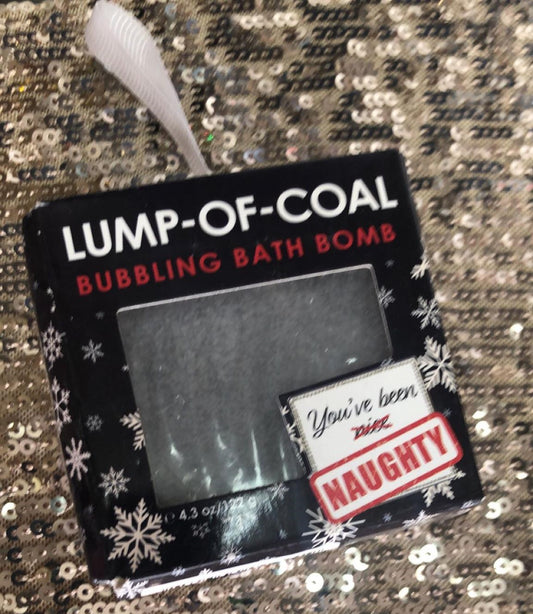 LUMP-OF-COAL
BUBBLING BATH BOMB
You've been
nice
NAUGHTY
℮ 4.3 oz/122 g